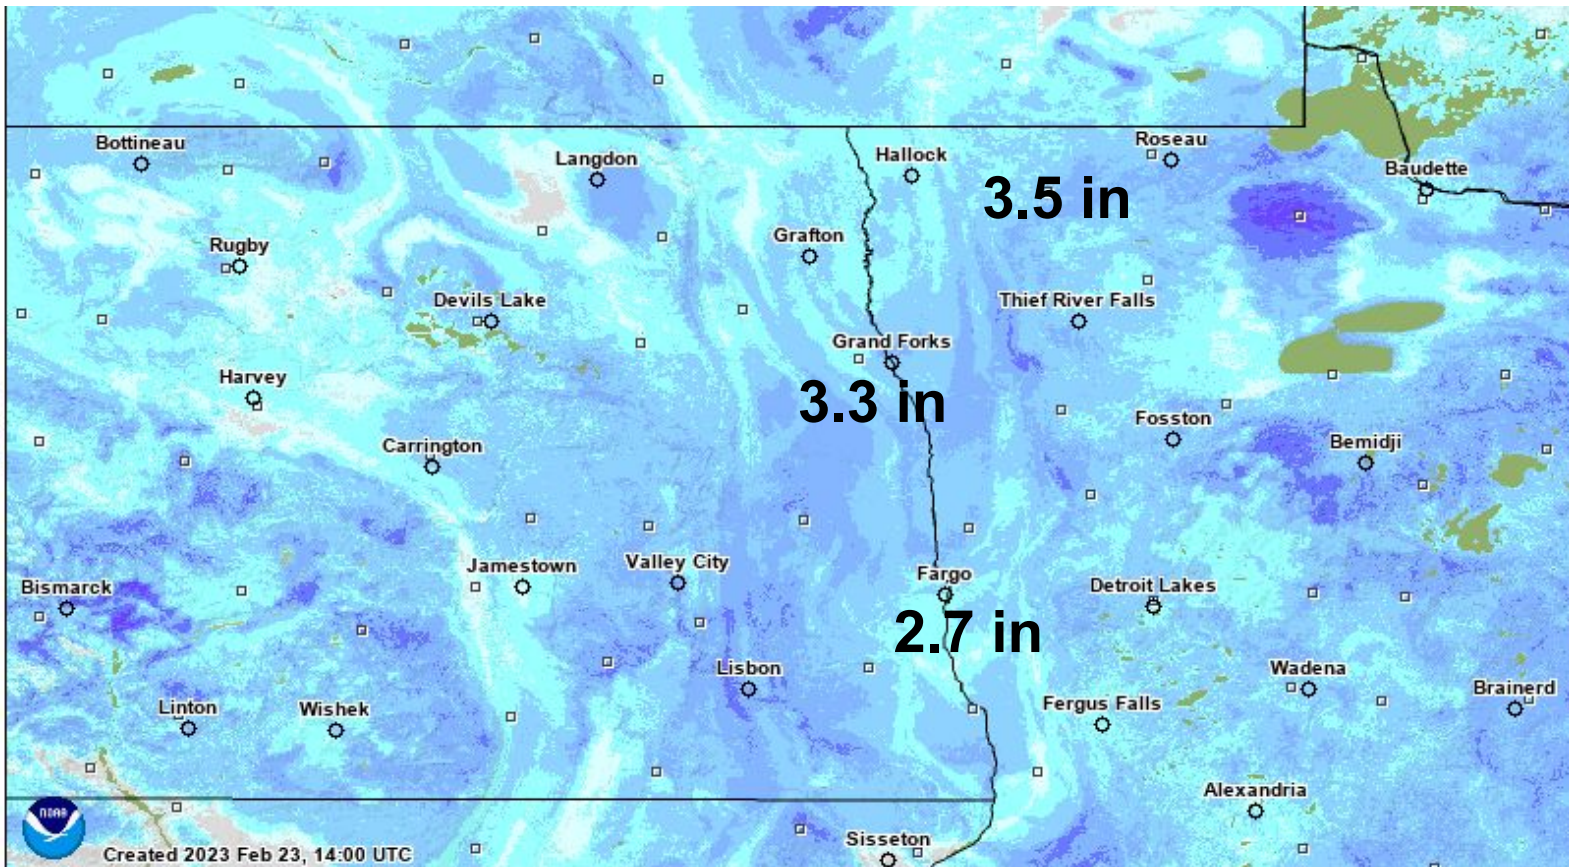 Bottineau
Langdon
Hallock
Roseau
Baudette
3.5 in
Rugby
Grafton
Devils Lake
Thief River Falls
Grand Forks
Harvey
3.3 in
Fosston
Carrington
Bemidji
Jamestown
Valley City
Fargo
Detroit Lakes
Bismarck
2.7 in
Lisbon
Wadena
Brainerd
Linton
Wishek
Fergus Falls
Alexandria
NOAA
Sisseton
Created 2023 Feb 23, 14:00 UTC